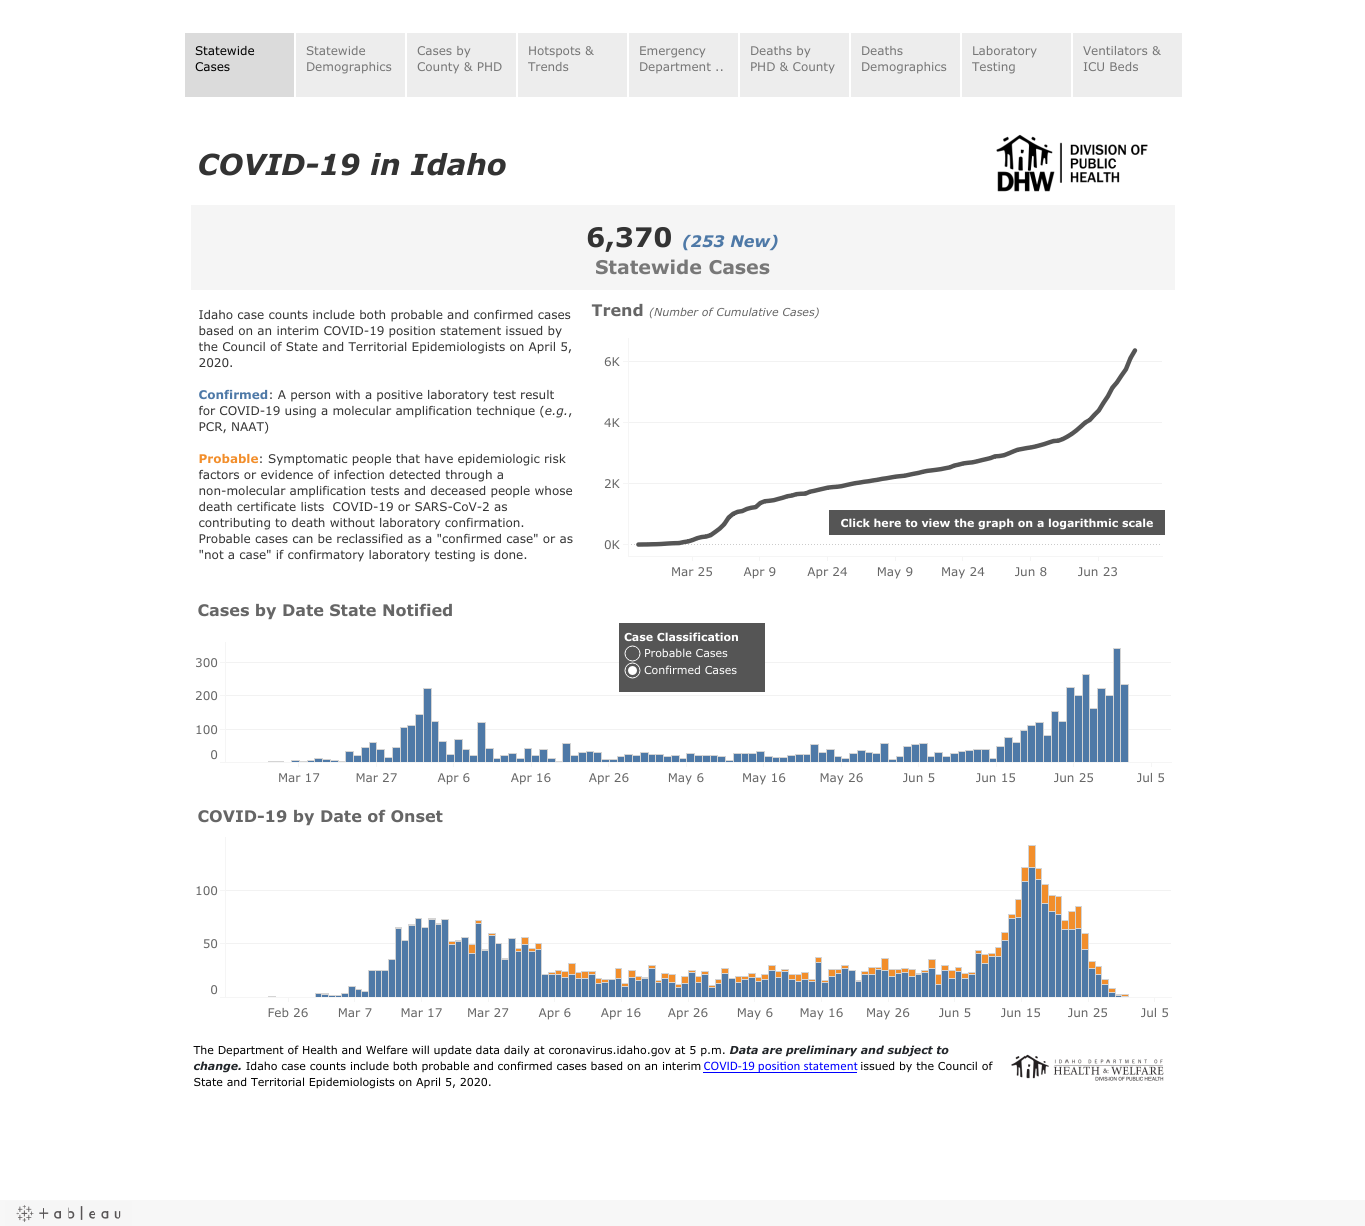 Statewide Cases
Statewide Demographics
Cases by County & PHD
Hotspots & Trends
Emergency Department ..
Deaths by PHD & County
Deaths Demographics
Laboratory Testing
Ventilators & ICU Beds
COVID-19 in Idaho
DHW
DIVISION OF
PUBLIC
HEALTH
6,370 (253 New)
Statewide Cases
Idaho case counts include both probable and confirmed cases
based on an interim COVID-19 position statement issued by
the Council of State and Territorial Epidemiologists on April 5,
2020.
Confirmed: A person with a positive laboratory test result
for COVID-19 using a molecular amplification technique (e.g.,
PCR, NAAT)
Probable: Symptomatic people that have epidemiologic risk
factors or evidence of infection detected through a
non-molecular amplification tests and deceased people whose
death certificate lists  COVID-19 or SARS-CoV-2 as
contributing to death without laboratory confirmation.
Probable cases can be reclassified as a "confirmed case" or as
"not a case" if confirmatory laboratory testing is done.
Trend (Number of Cumulative Cases)
6K
4K
2K
0K
Click here to view the graph on a logarithmic scale
Mar 25 Apr 9 Apr 24 May 9 May 24 Jun 8 Jun 23
Cases by Date State Notified
Case Classification
Probable Cases
Confirmed Cases
300
200
100
0
Mar 17 Mar 27 Apr 6 Apr 16 Apr 26 May 6 May 16 May 26 Jun 5 Jun 15 Jun 25 Jul 5
COVID-19 by Date of Onset
100
50
0
Feb 26 Mar 7 Mar 17 Mar 27 Apr 6 Apr 16 Apr 26 May 6 May 16 May 26 Jun 5 Jun 15 Jun 25 Jul 5
The Department of Health and Welfare will update data daily at coronavirus.idaho.gov at 5 p.m. Data are preliminary and subject to
change. Idaho case counts include both probable and confirmed cases based on an interim COVID-19 position statement issued by the Council of
State and Territorial Epidemiologists on April 5, 2020.
IDAHO DEPARTMENT OF
HEALTH & WELFARE
DIVISION OF PUBLIC HEALTH
+ableau